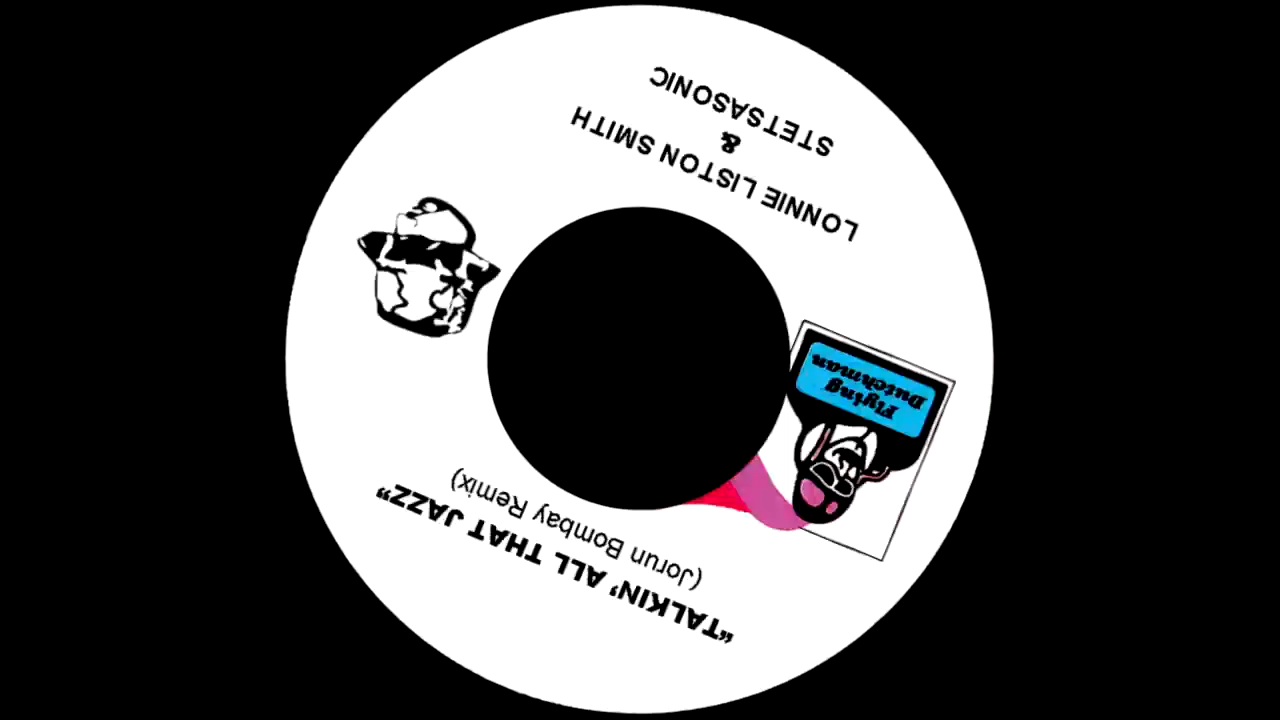 “TALKIN’ ALL THAT JAZZ”
(Jorun Bombay Remix)
Flying
Dutchman
LONNIE LISTON SMITH
&
STETSASONIC